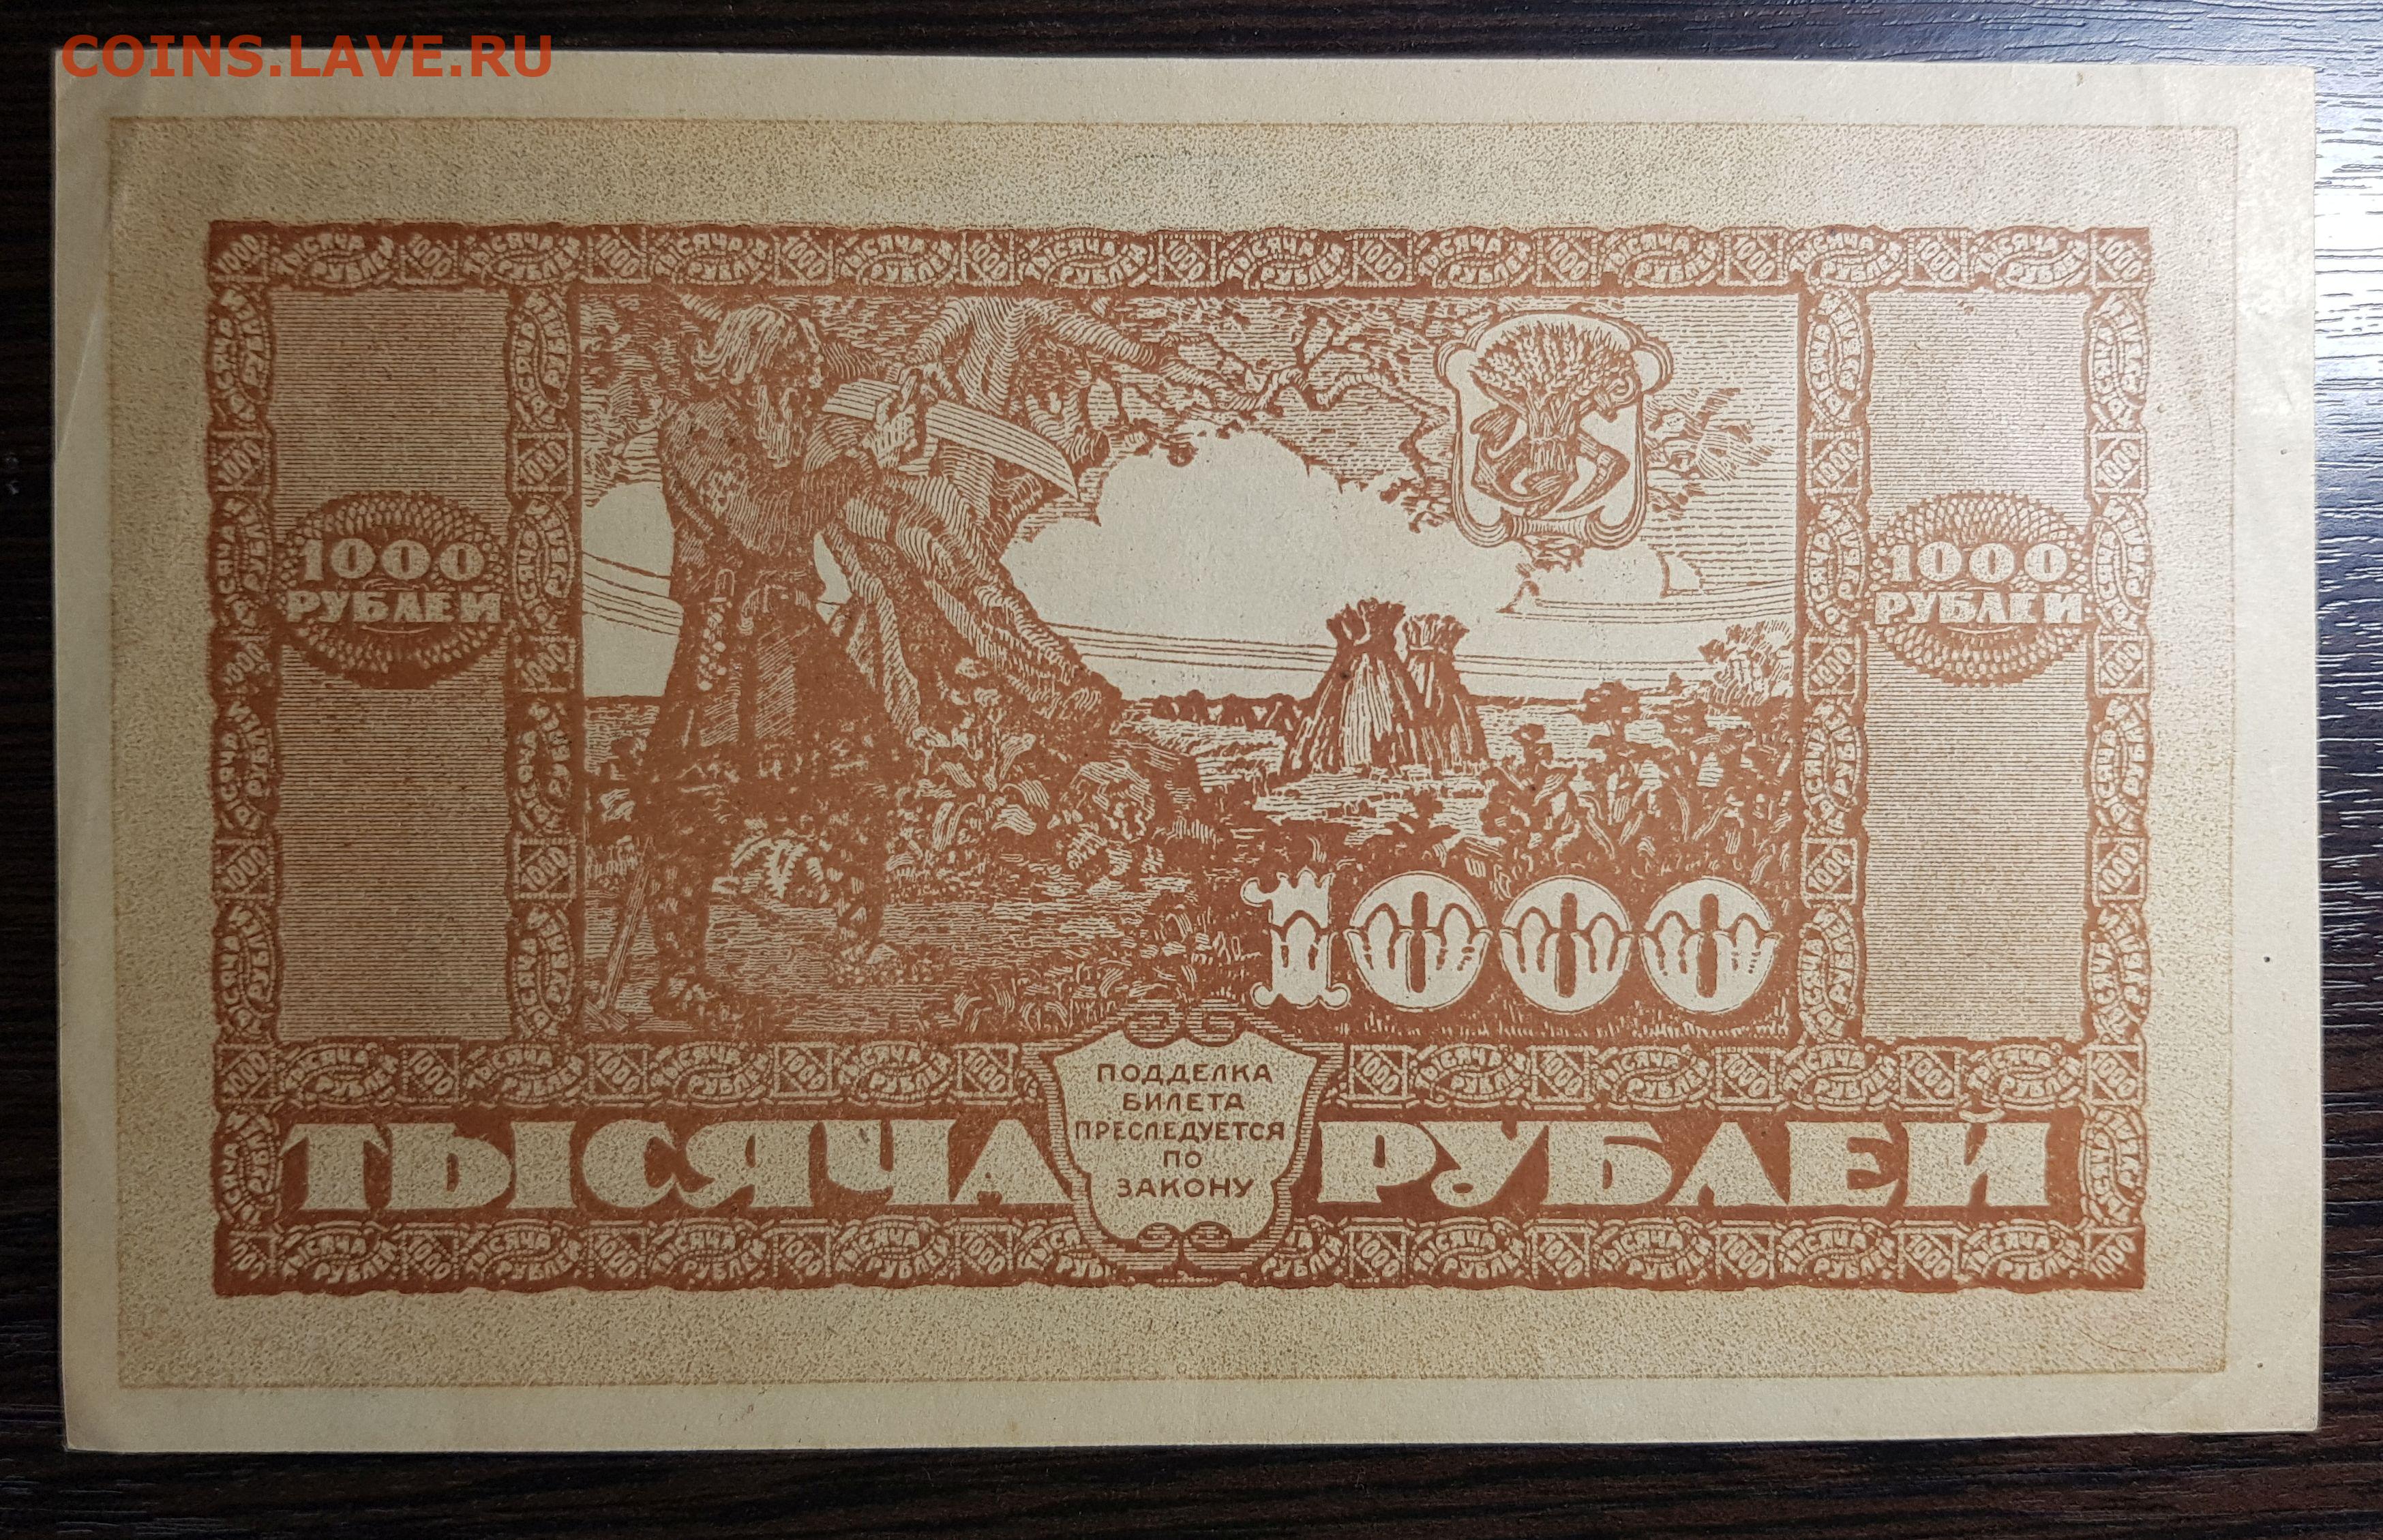 COINS.LAVE.RU
1000
РУБЛЕЙ
1000
РУБЛЕЙ
1000
ТЫСЯЧА
ПОДДЕЛКА
БИЛЕТА
ПРЕСЛЕДУЕТСЯ
ПО
ЗАКОНУ
РУБЛЕЙ